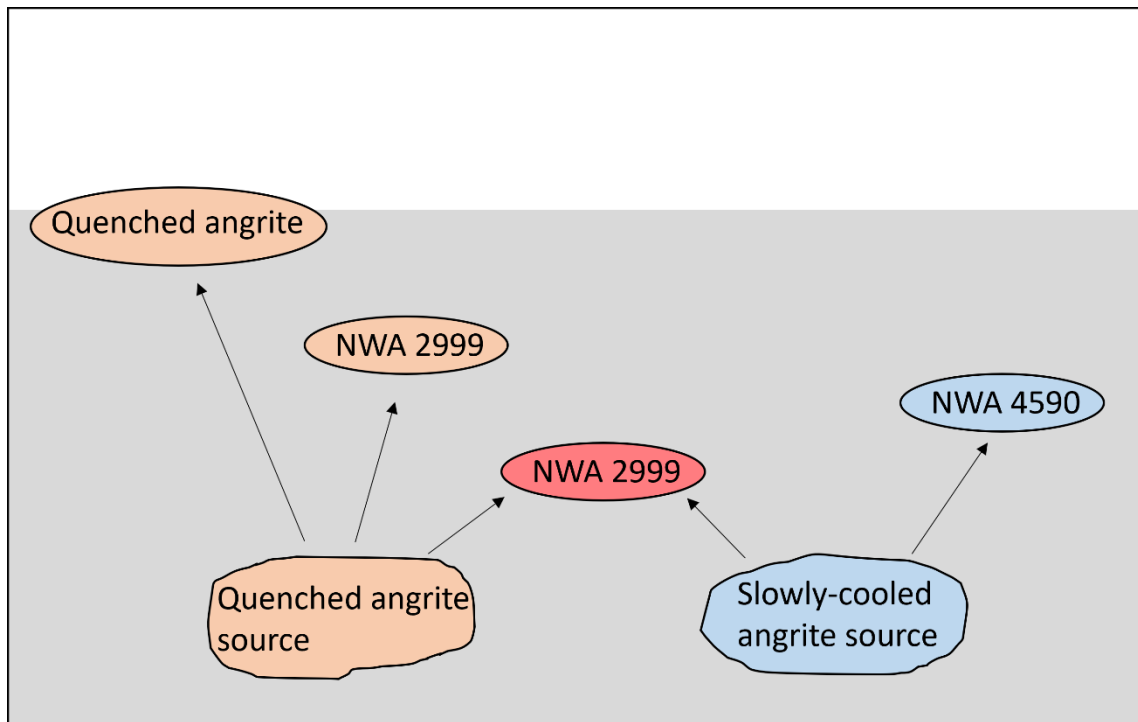 Quenched angrite
NWA 2999
NWA 4590
NWA 2999
Quenched angrite
source
Slowly-cooled
angrite source